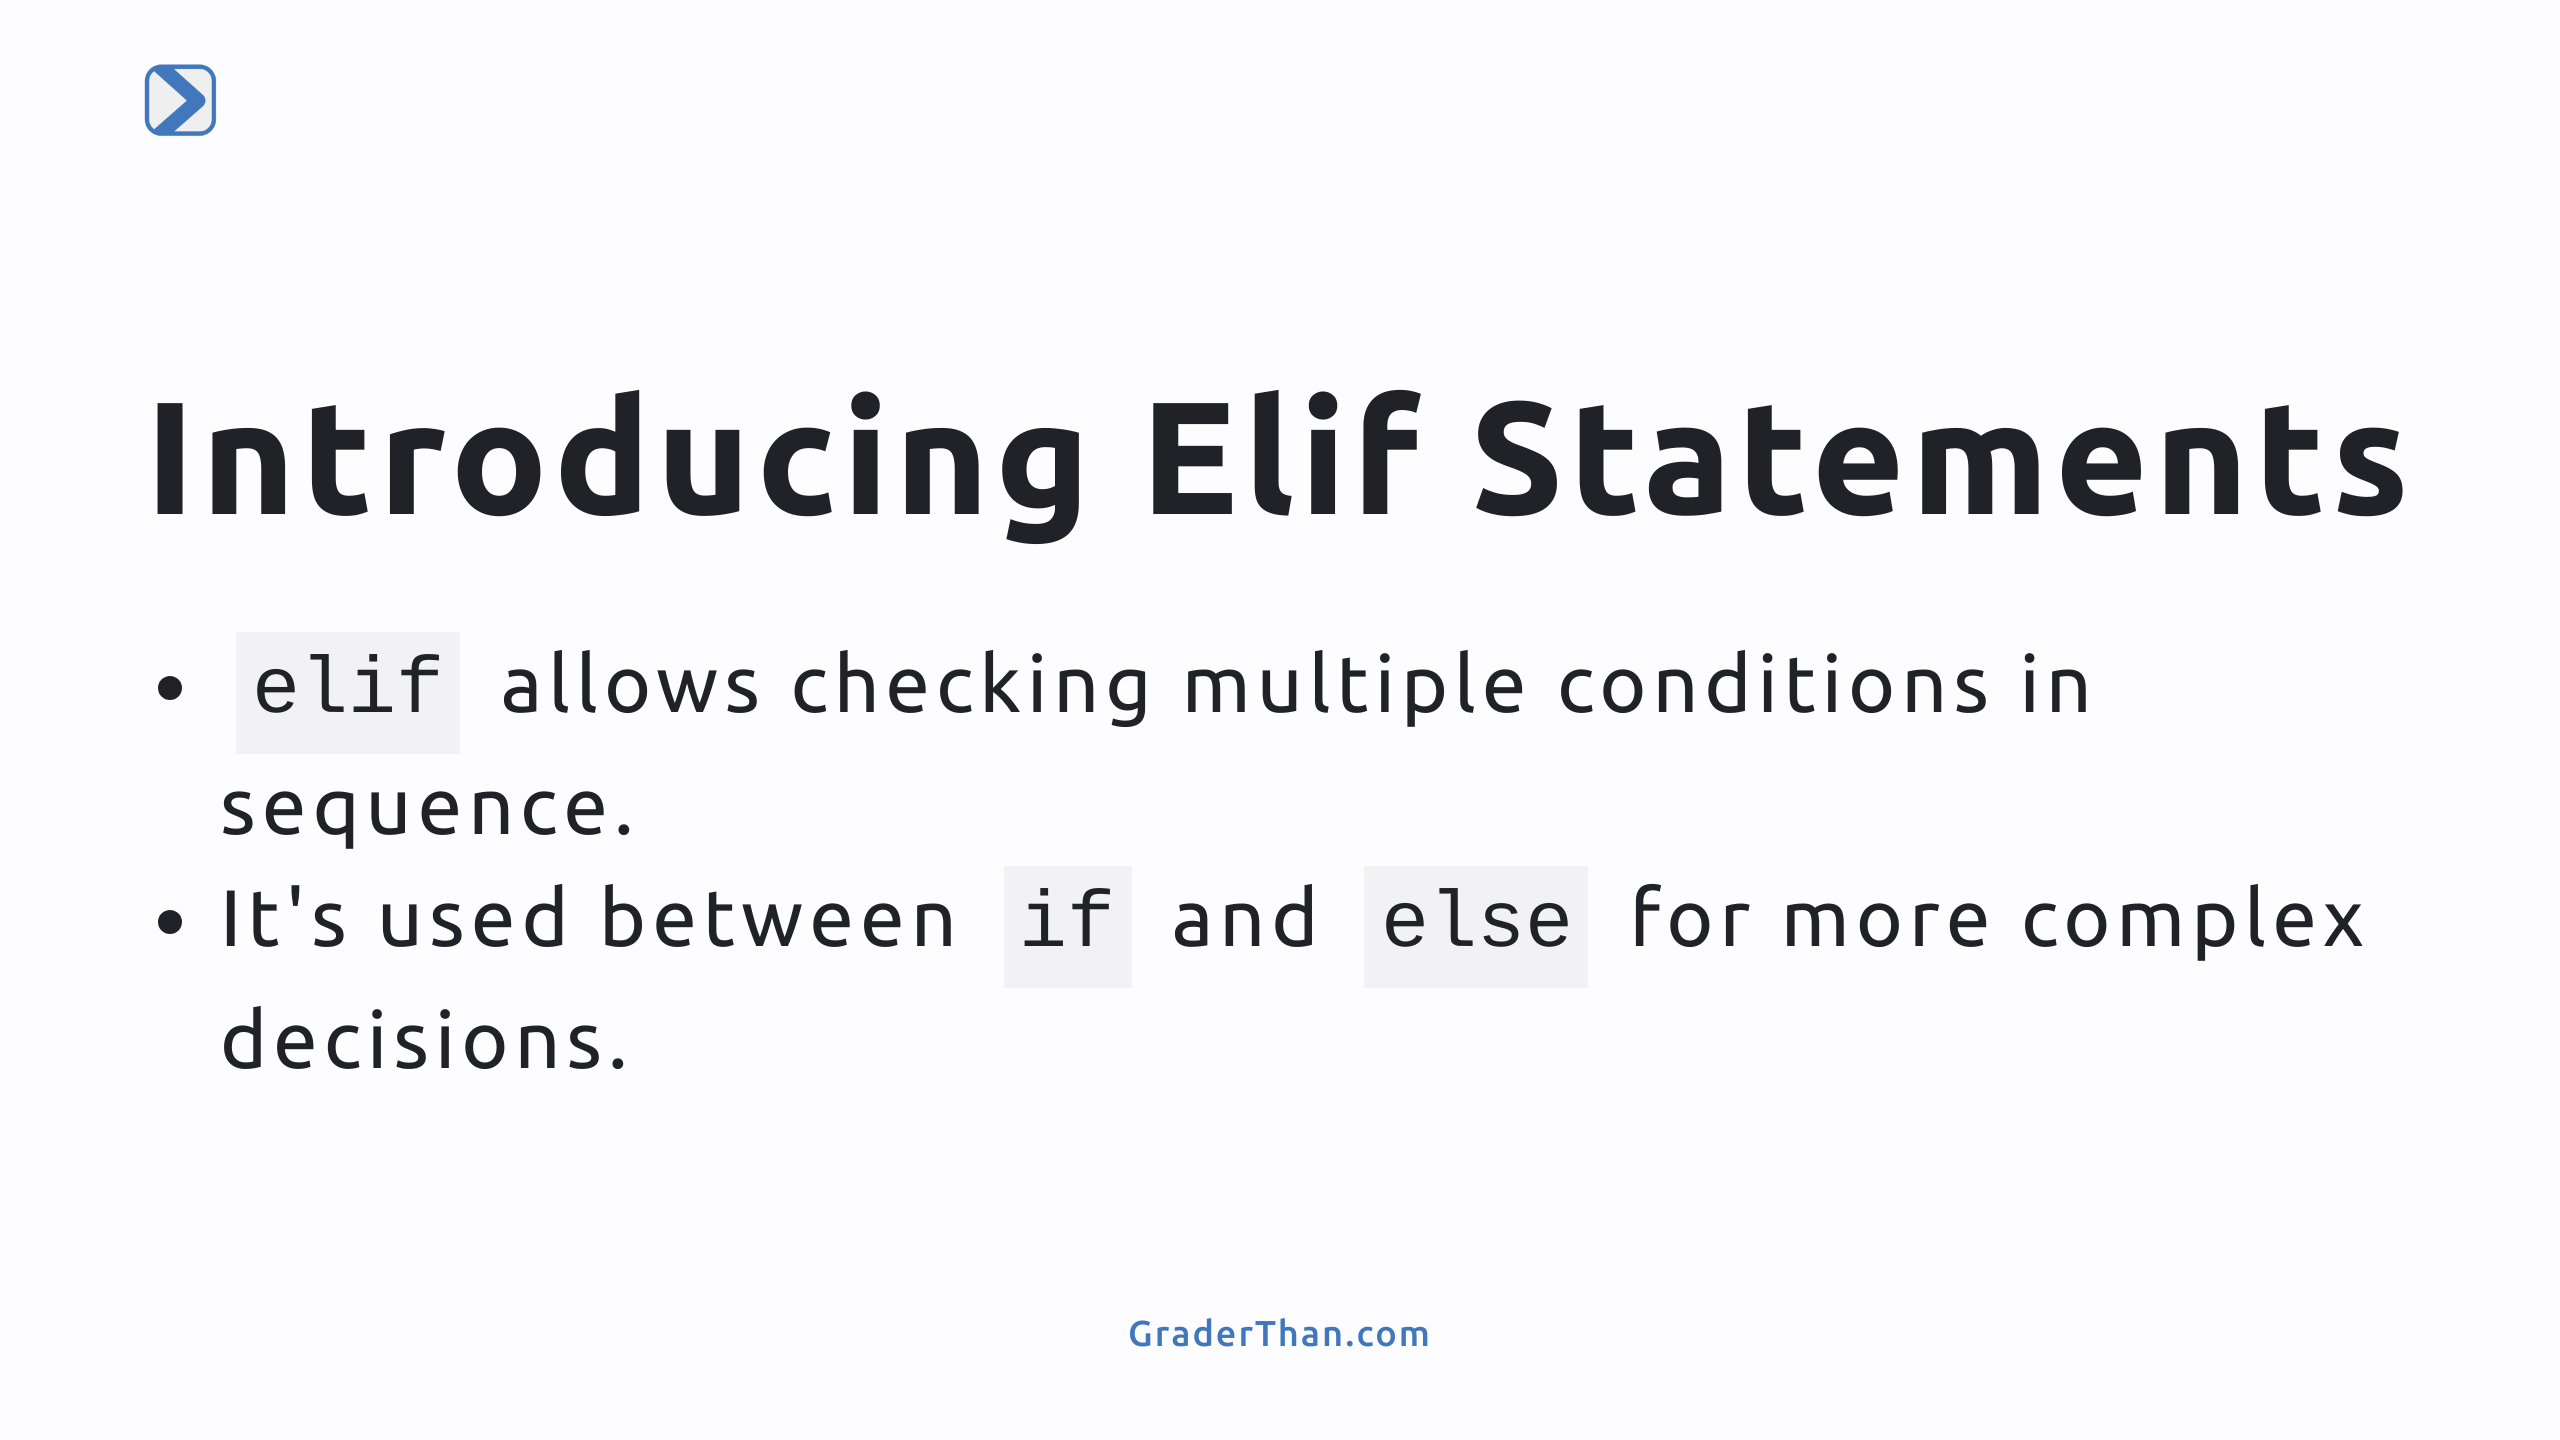 Introducing Elif Statements
• elif allows checking multiple conditions in
sequence.
• It's used between if and else for more complex
decisions.
GraderThan.com